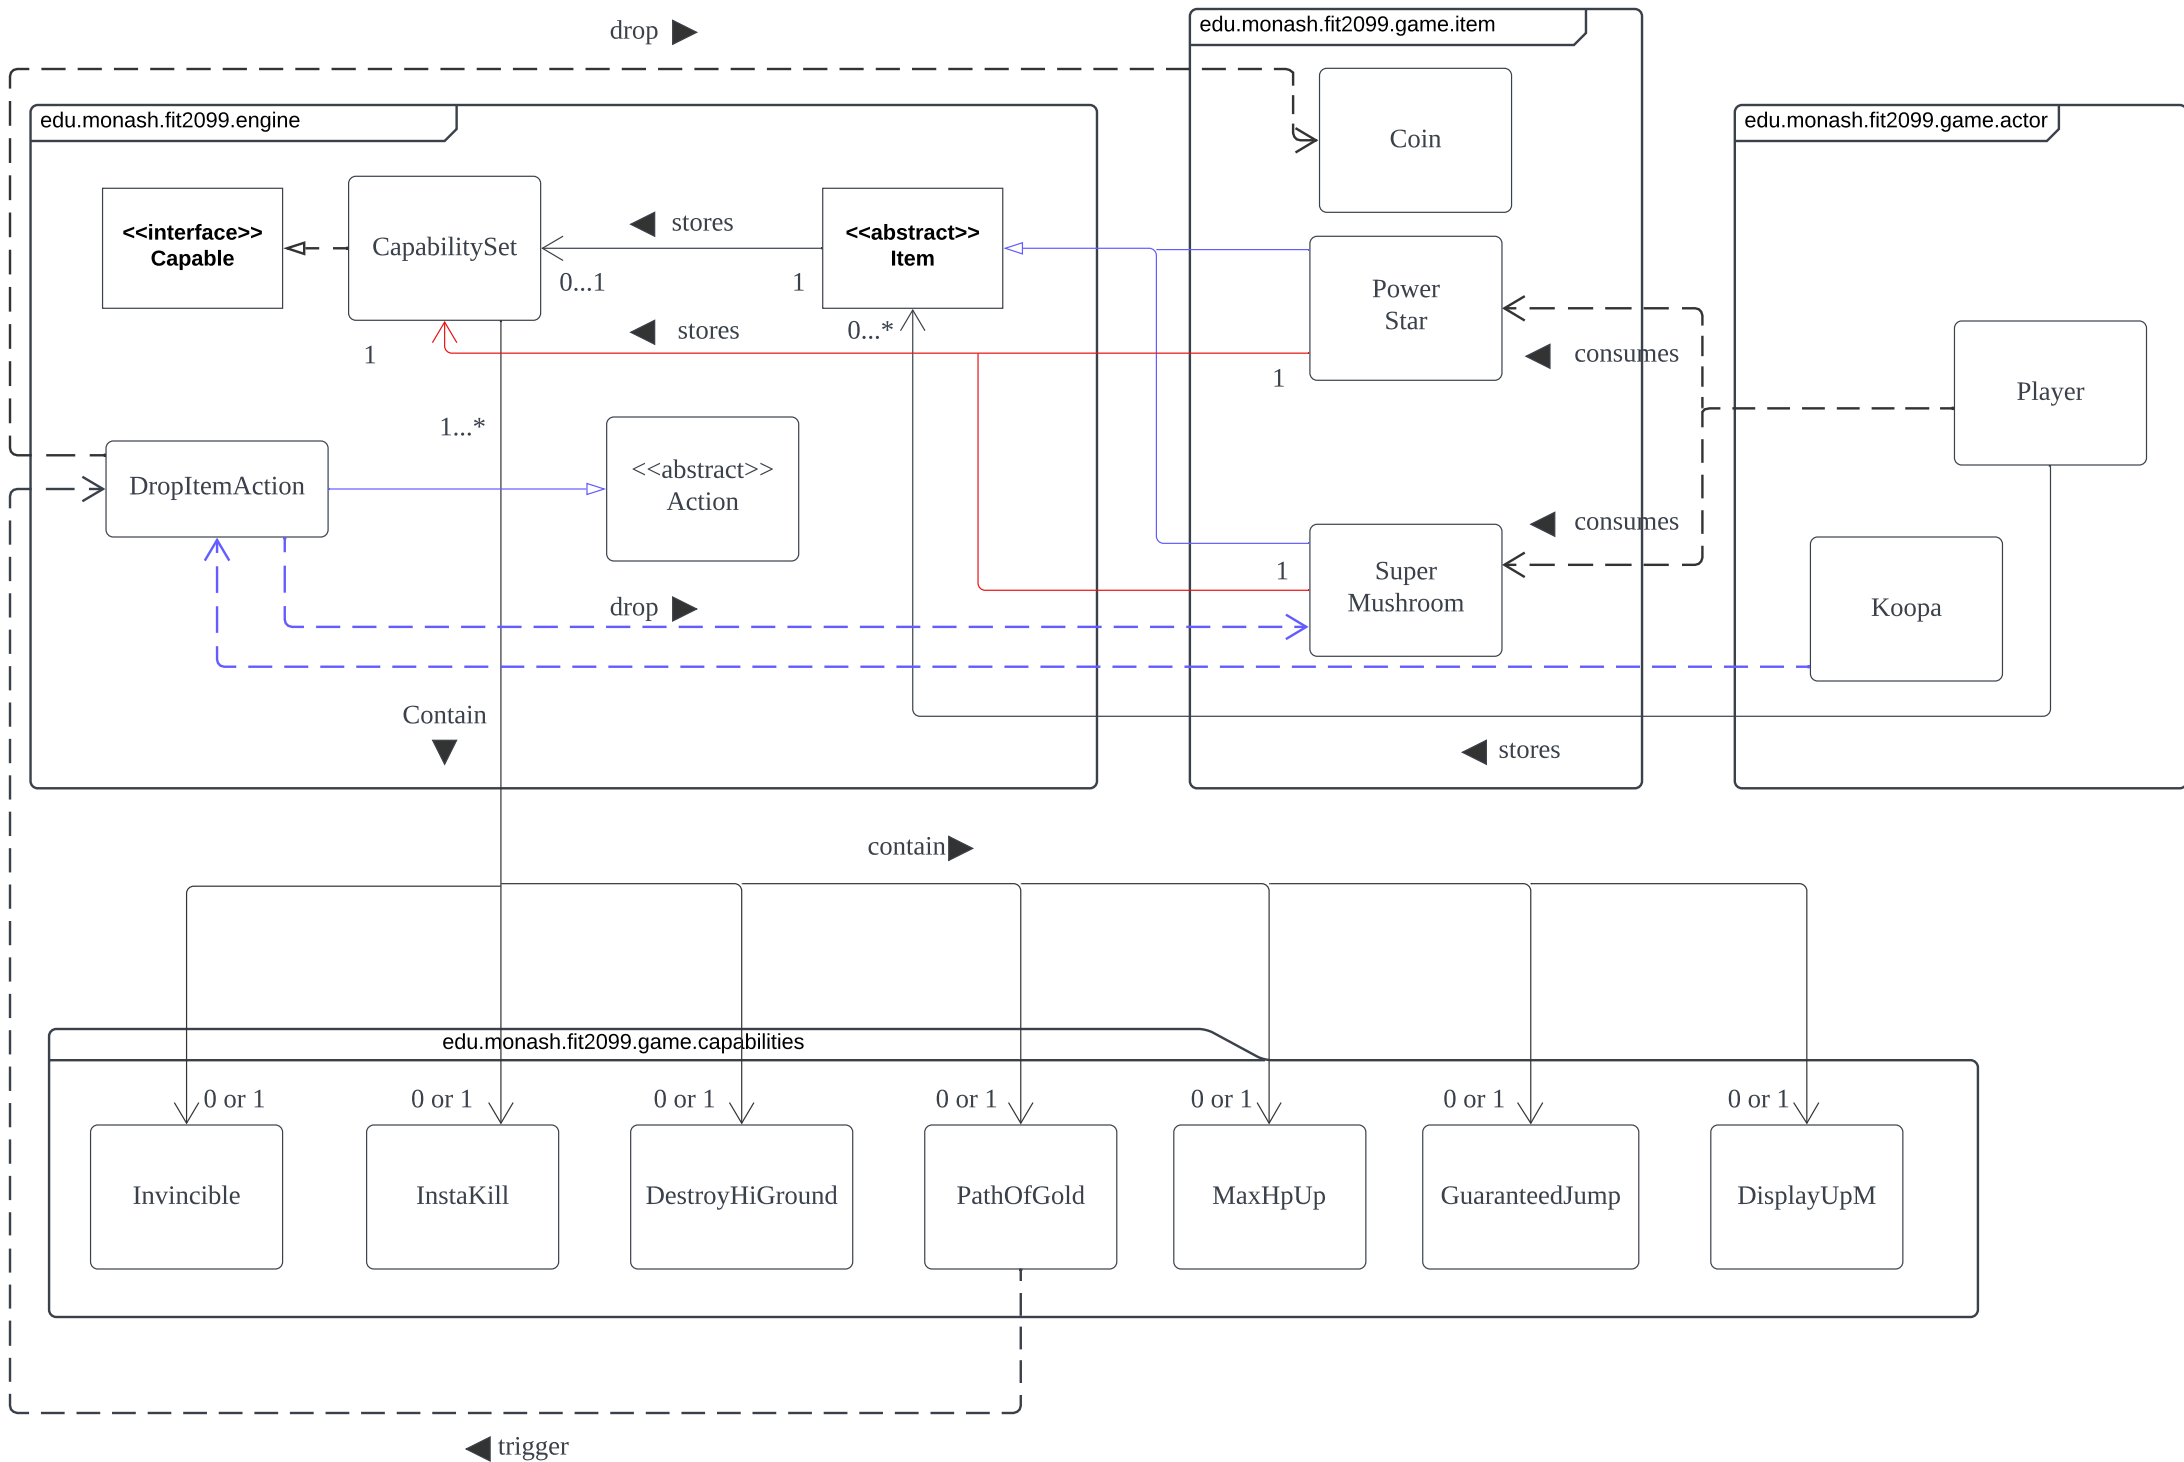 drop
edu.monash.fit2099.game.item
edu.monash.fit2099.engine
edu.monash.fit2099.game.actor
Coin
<<interface>>
Capable
CapabilitySet
stores
<<abstract>>
Item
0...1
1
Power
Star
stores
0...*
1
1
consumes
Player
1...*
DropItemAction
<<abstract>>
Action
consumes
1
Super
Mushroom
drop
Koopa
Contain
stores
contain
edu.monash.fit2099.game.capabilities
0 or 1
0 or 1
0 or 1
0 or 1
0 or 1
0 or 1
0 or 1
Invincible
InstaKill
DestroyHiGround
PathOfGold
MaxHpUp
GuaranteedJump
DisplayUpM
trigger